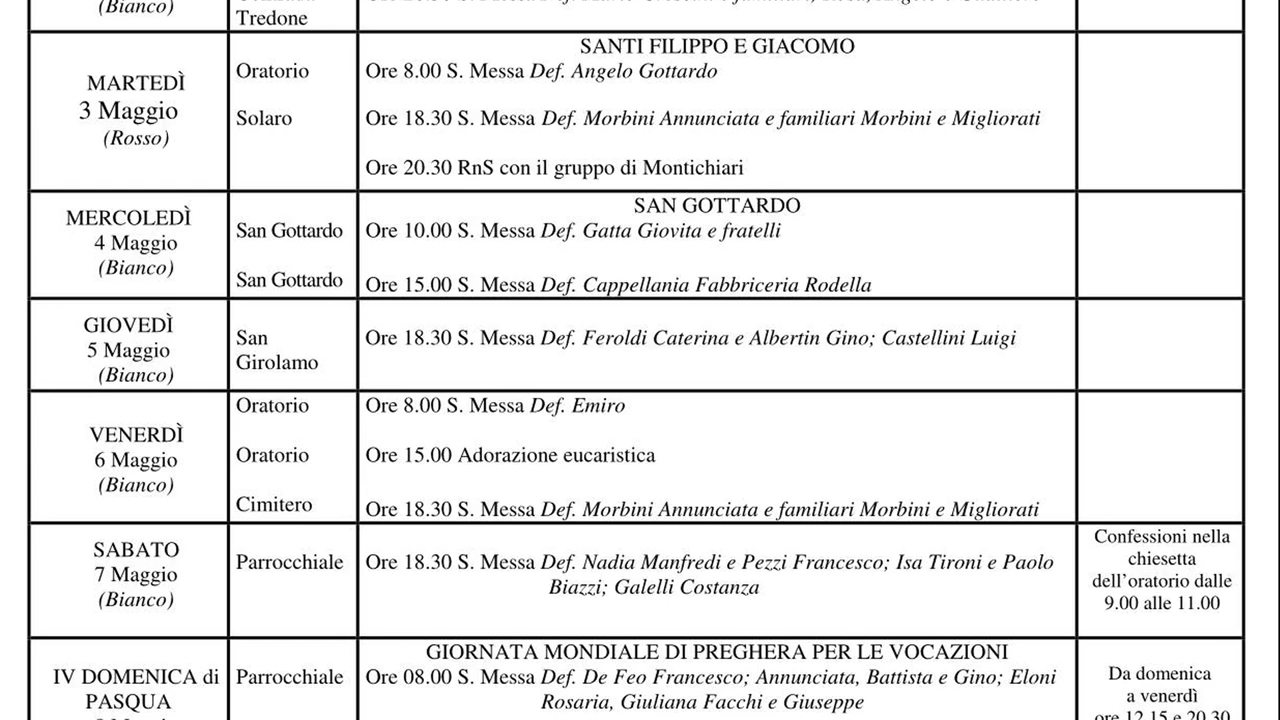 (Bianco)
Tredone
MARTEDÌ
3 Maggio
(Rosso)
Oratorio
Solaro
SANTI FILIPPO E GIACOMO
Ore 8.00 S. Messa Def. Angelo Gottardo
Ore 18.30 S. Messa Def. Morbini Annunciata e familiari Morbini e Migliorati
Ore 20.30 RnS con il gruppo di Montichiari
MERCOLEDÌ
4 Maggio
(Bianco)
San Gottardo
San Gottardo
SAN GOTTARDO
Ore 10.00 S. Messa Def. Gatta Giovita e fratelli
Ore 15.00 S. Messa Def. Cappellania Fabbriceria Rodella
GIOVEDÌ
5 Maggio
(Bianco)
San
Girolamo
Ore 18.30 S. Messa Def. Feroldi Caterina e Albertin Gino; Castellini Luigi
VENERDÌ
6 Maggio
(Bianco)
Oratorio
Oratorio
Cimitero
Ore 8.00 S. Messa Def. Emiro
Ore 15.00 Adorazione eucaristica
Ore 18.30 S. Messa Def. Morbini Annunciata e familiari Morbini e Migliorati
SABATO
7 Maggio
(Bianco)
Parrocchiale
Ore 18.30 S. Messa Def. Nadia Manfredi e Pezzi Francesco; Isa Tironi e Paolo
Biazzi; Galelli Costanza
Confessioni nella
chiesetta
dell’oratorio dalle
9.00 alle 11.00
IV DOMENICA di
PASQUA
Parrocchiale
GIORNATA MONDIALE DI PREGHERA PER LE VOCAZIONI
Ore 08.00 S. Messa Def. De Feo Francesco; Annunciata, Battista e Gino; Eloni
Rosaria, Giuliana Facchi e Giuseppe
Da domenica
a venerdì
ore 12.15 e 20.30